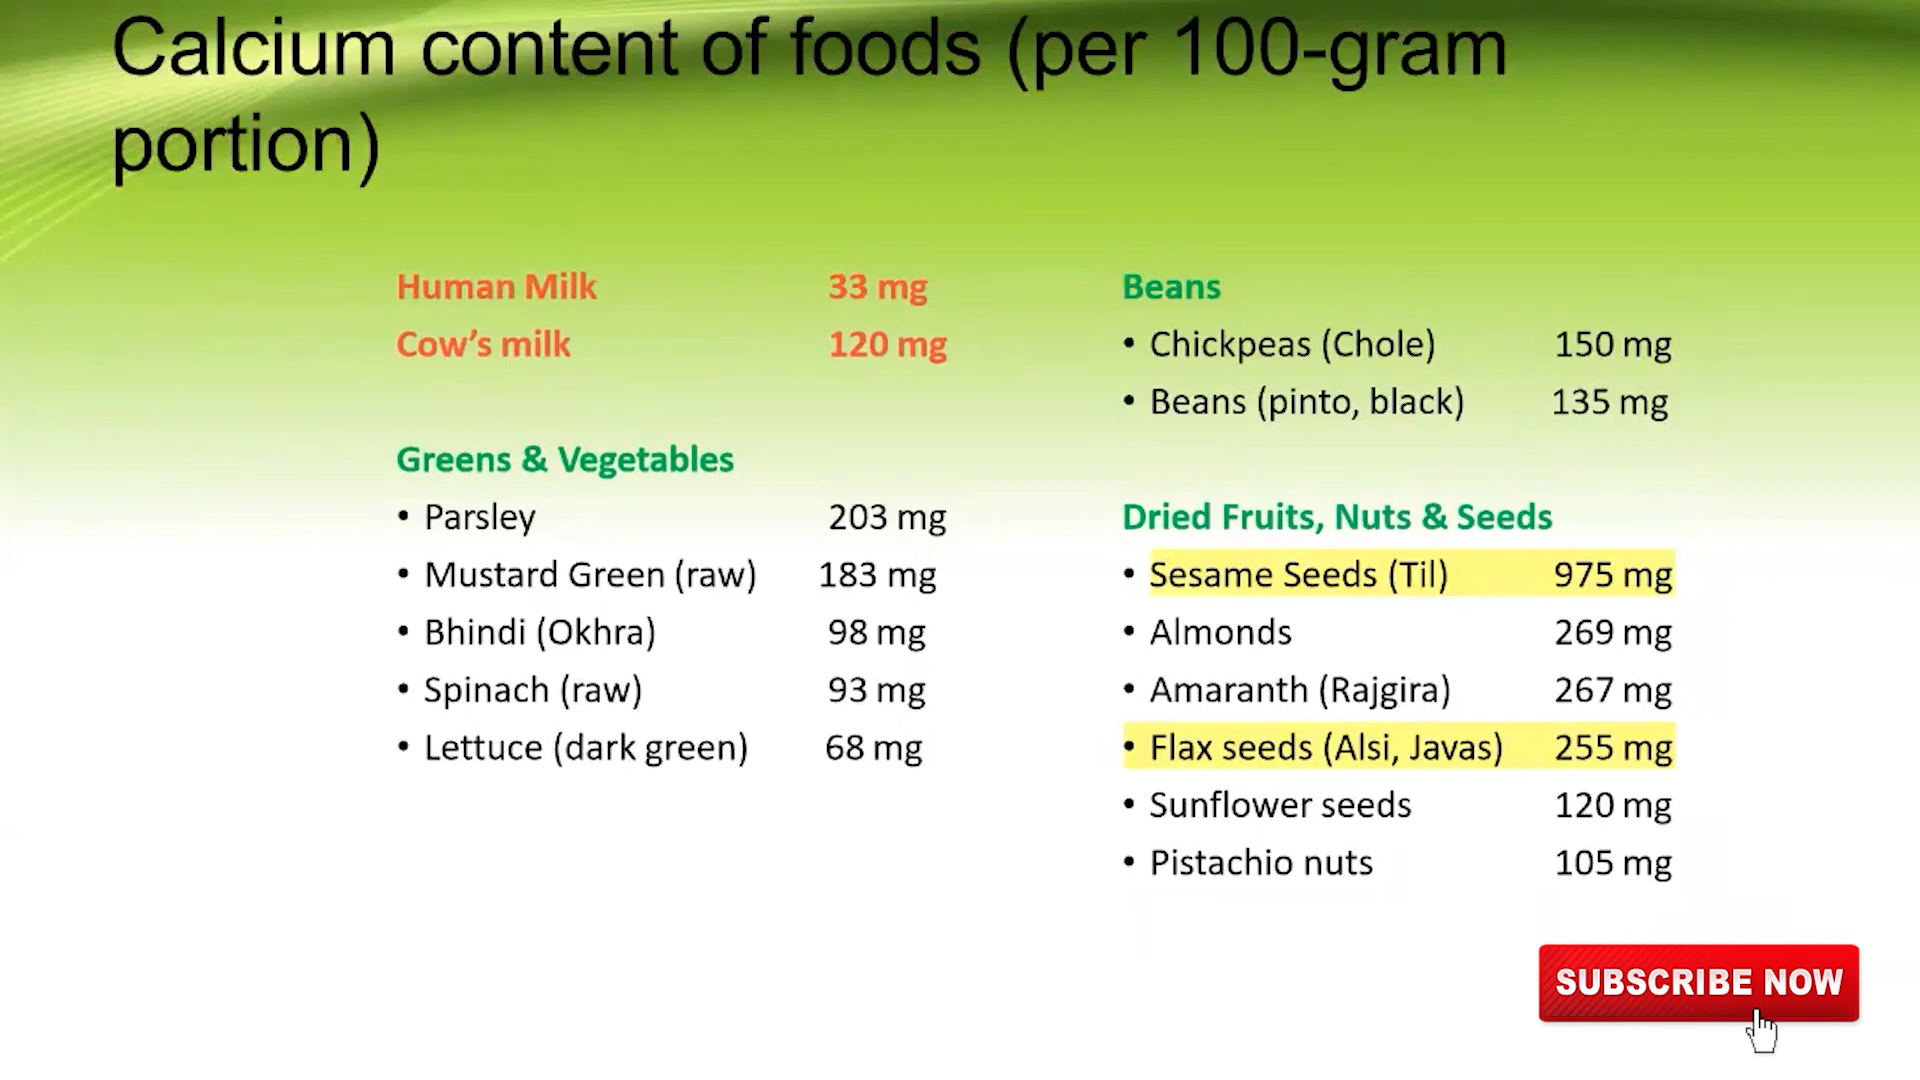 Calcium content of foods (per 100-gram
portion)
Human Milk 33 mg
Cow’s milk 120 mg
Greens & Vegetables
• Parsley 203 mg
• Mustard Green (raw) 183 mg
• Bhindi (Okhra) 98 mg
• Spinach (raw) 93 mg
• Lettuce (dark green) 68 mg
Beans
• Chickpeas (Chole) 150 mg
• Beans (pinto, black) 135 mg
Dried Fruits, Nuts & Seeds
• Sesame Seeds (Til) 975 mg
• Almonds 269 mg
• Amaranth (Rajgira) 267 mg
• Flax seeds (Alsi, Javas) 255 mg
• Sunflower seeds 120 mg
• Pistachio nuts 105 mg
SUBSCRIBE NOW